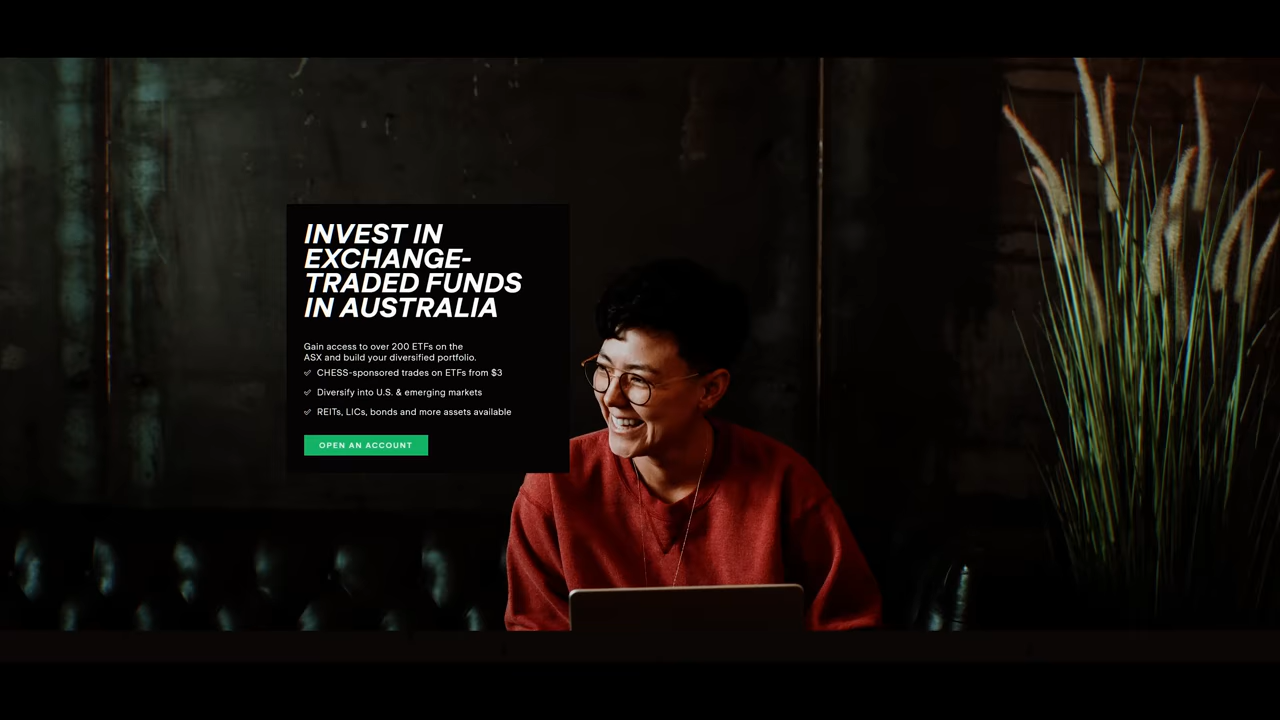 INVEST IN
EXCHANGE-
TRADED FUNDS
IN AUSTRALIA
Gain access to over 200 ETFs on the
ASX and build your diversified portfolio.
CHESS-sponsored trades on ETFs from $3
Diversify into U.S. & emerging markets
REITs, LICs, bonds and more assets available
OPEN AN ACCOUNT